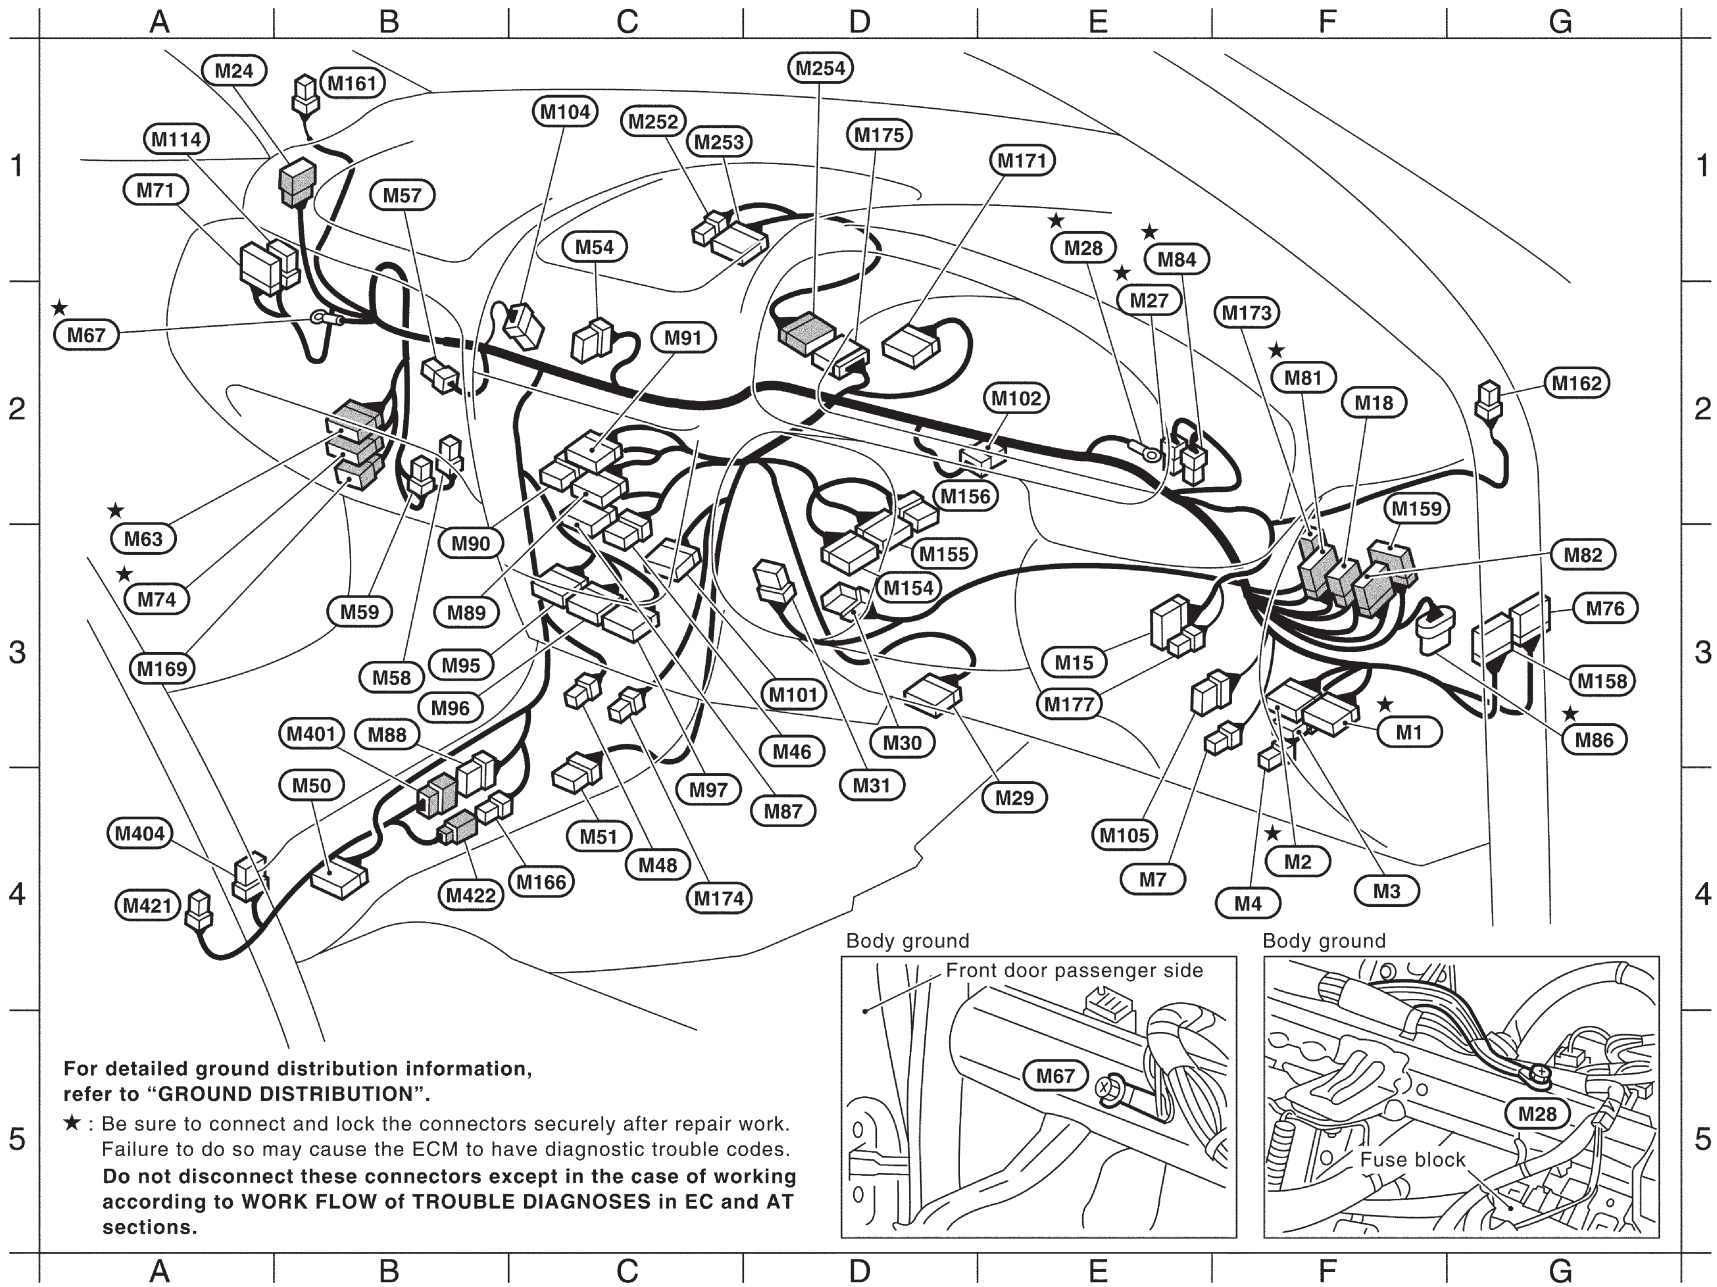 A B C D E F G
M24
M161
M254
M104
M252
M175
M114
M253
M171
1
1
M71
M57
★
M28
★
M84
M54
★
M27
★
M67
M91
M173
★
M81
M162
2
M102
M18
2
M156
M159
★
M63
M90
M155
M82
★
M74
M59
M89
M154
M76
3
M169
M95
M15
3
M58
M101
M177
M158
M96
★
M1
★
M86
M401
M88
M46
M30
M50
M97
M31
M29
M87
M404
M51
M105
★
M2
M48
M166
M7
M3
4
M421
M422
M174
M4
4
Body ground
Body ground
Front door passenger side
For detailed ground distribution information,
refer to “GROUND DISTRIBUTION”.
M67
M28
★ : Be sure to connect and lock the connectors securely after repair work.
5
5
Failure to do so may cause the ECM to have diagnostic trouble codes.
Fuse block
Do not disconnect these connectors except in the case of working
according to WORK FLOW of TROUBLE DIAGNOSES in EC and AT
sections.
A B C D E F G